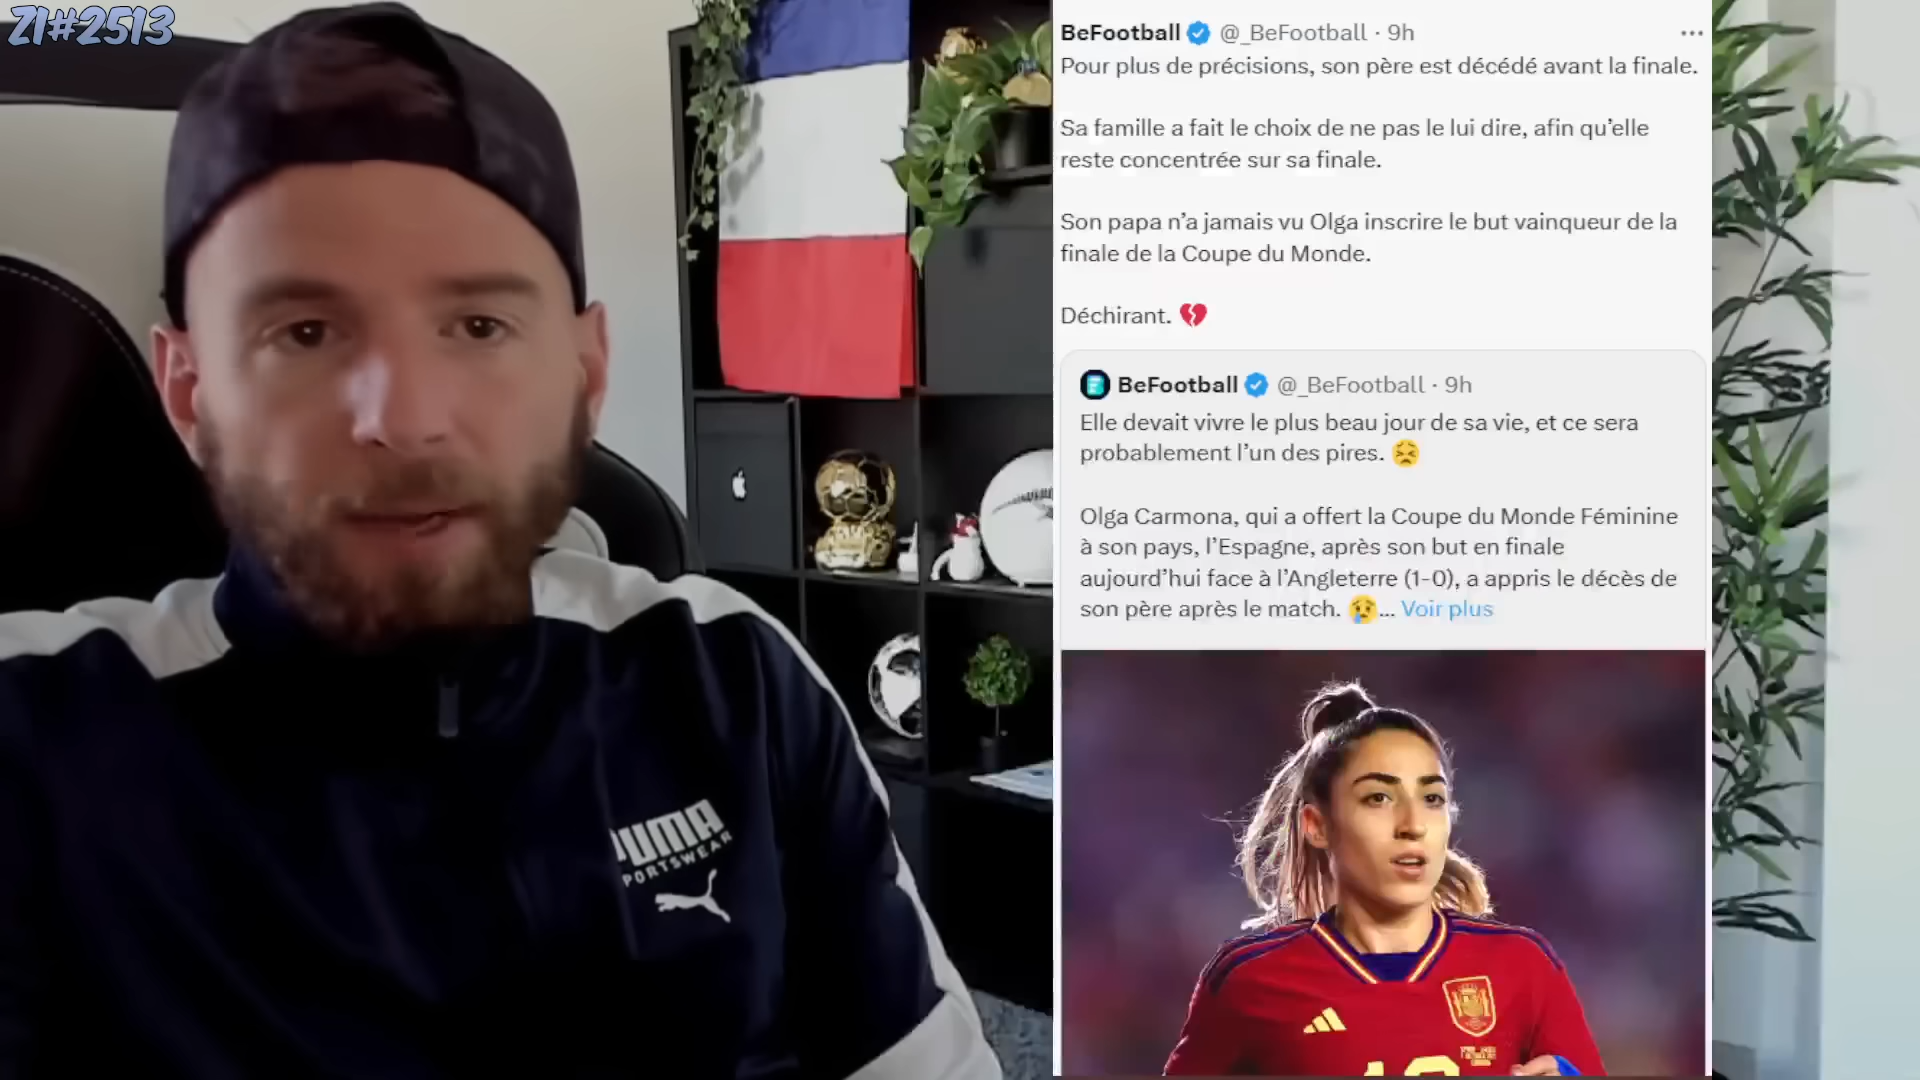 Z1#2513
BeFootball @_BeFootball · 9h
Pour plus de précisions, son père est décédé avant la finale.
Sa famille a fait le choix de ne pas le lui dire, afin qu’elle
reste concentrée sur sa finale.
Son papa n’a jamais vu Olga inscrire le but vainqueur de la
finale de la Coupe du Monde.
Déchirant. 💔
BeFootball @_BeFootball · 9h
Elle devait vivre le plus beau jour de sa vie, et ce sera
probablement l’un des pires. 😣
Olga Carmona, qui a offert la Coupe du Monde Féminine
à son pays, l’Espagne, après son but en finale
aujourd’hui face à l’Angleterre (1-0), a appris le décès de
son père après le match. 😢... Voir plus
PUMA
SPORTSWEAR